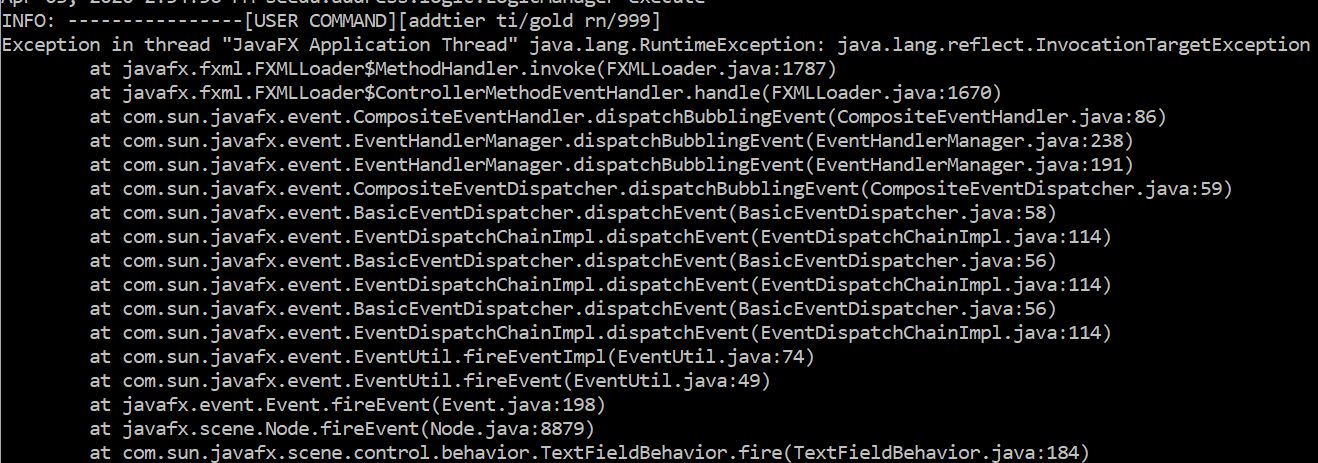 INFO: ----------------[USER COMMAND][addtier ti/gold rn/999]
Exception in thread "JavaFX Application Thread" java.lang.RuntimeException: java.lang.reflect.InvocationTargetException
at javafx.fxml.FXMLLoader$MethodHandler.invoke(FXMLLoader.java:1787)
at javafx.fxml.FXMLLoader$ControllerMethodEventHandler.handle(FXMLLoader.java:1670)
at com.sun.javafx.event.CompositeEventHandler.dispatchBubblingEvent(CompositeEventHandler.java:86)
at com.sun.javafx.event.EventHandlerManager.dispatchBubblingEvent(EventHandlerManager.java:238)
at com.sun.javafx.event.EventHandlerManager.dispatchBubblingEvent(EventHandlerManager.java:191)
at com.sun.javafx.event.CompositeEventDispatcher.dispatchBubblingEvent(CompositeEventDispatcher.java:59)
at com.sun.javafx.event.BasicEventDispatcher.dispatchEvent(BasicEventDispatcher.java:58)
at com.sun.javafx.event.EventDispatchChainImpl.dispatchEvent(EventDispatchChainImpl.java:114)
at com.sun.javafx.event.BasicEventDispatcher.dispatchEvent(BasicEventDispatcher.java:56)
at com.sun.javafx.event.EventDispatchChainImpl.dispatchEvent(EventDispatchChainImpl.java:114)
at com.sun.javafx.event.BasicEventDispatcher.dispatchEvent(BasicEventDispatcher.java:56)
at com.sun.javafx.event.EventDispatchChainImpl.dispatchEvent(EventDispatchChainImpl.java:114)
at com.sun.javafx.event.EventUtil.fireEventImpl(EventUtil.java:74)
at com.sun.javafx.event.EventUtil.fireEvent(EventUtil.java:49)
at javafx.event.Event.fireEvent(Event.java:198)
at javafx.scene.Node.fireEvent(Node.java:8879)
at com.sun.javafx.scene.control.behavior.TextFieldBehavior.fire(TextFieldBehavior.java:184)